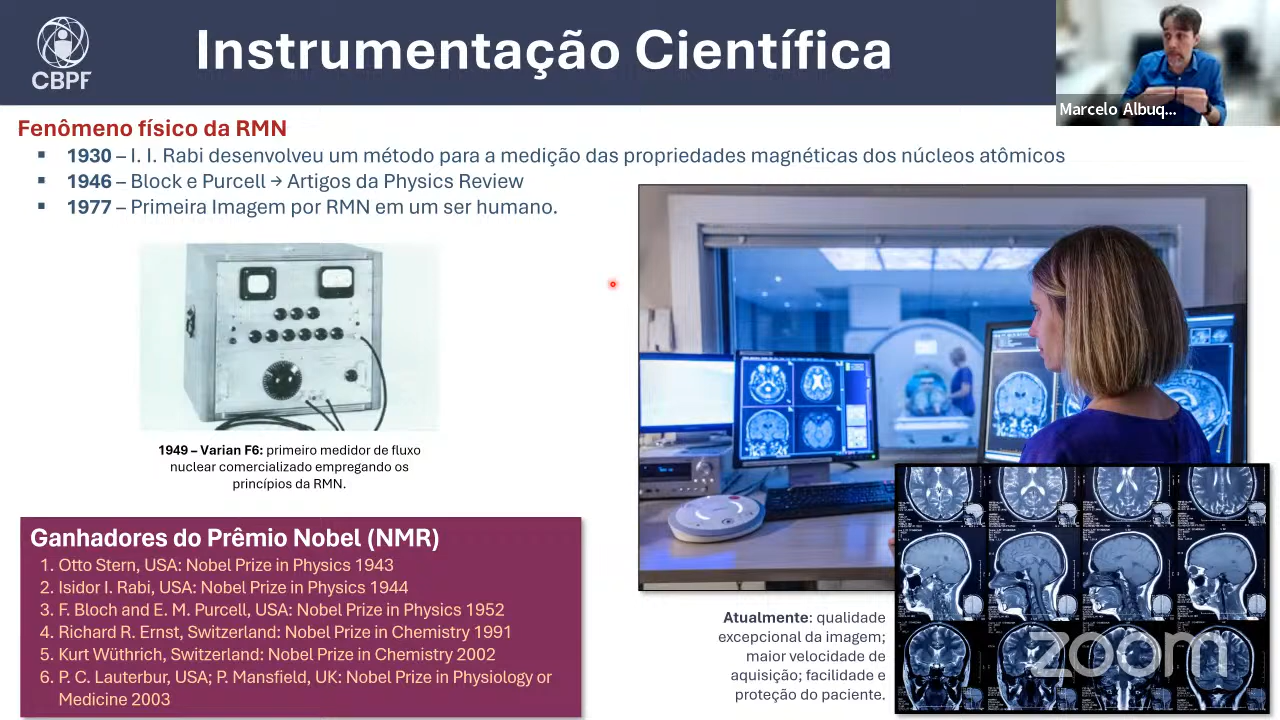 CBPF
Instrumentação Científica
Marcelo Albuq...
Fenômeno físico da RMN
▪ 1930 – I. I. Rabi desenvolveu um método para a medição das propriedades magnéticas dos núcleos atômicos
▪ 1946 – Block e Purcell → Artigos da Physics Review
▪ 1977 – Primeira Imagem por RMN em um ser humano.
1949 – Varian F6: primeiro medidor de fluxo
nuclear comercializado empregando os
princípios da RMN.
Ganhadores do Prêmio Nobel (NMR)
1. Otto Stern, USA: Nobel Prize in Physics 1943
2. Isidor I. Rabi, USA: Nobel Prize in Physics 1944
3. F. Bloch and E. M. Purcell, USA: Nobel Prize in Physics 1952
4. Richard R. Ernst, Switzerland: Nobel Prize in Chemistry 1991
5. Kurt Wüthrich, Switzerland: Nobel Prize in Chemistry 2002
6. P. C. Lauterbur, USA; P. Mansfield, UK: Nobel Prize in Physiology or
Medicine 2003
Atualmente: qualidade
excepcional da imagem;
maior velocidade de
aquisição; facilidade e
proteção do paciente.
zoom